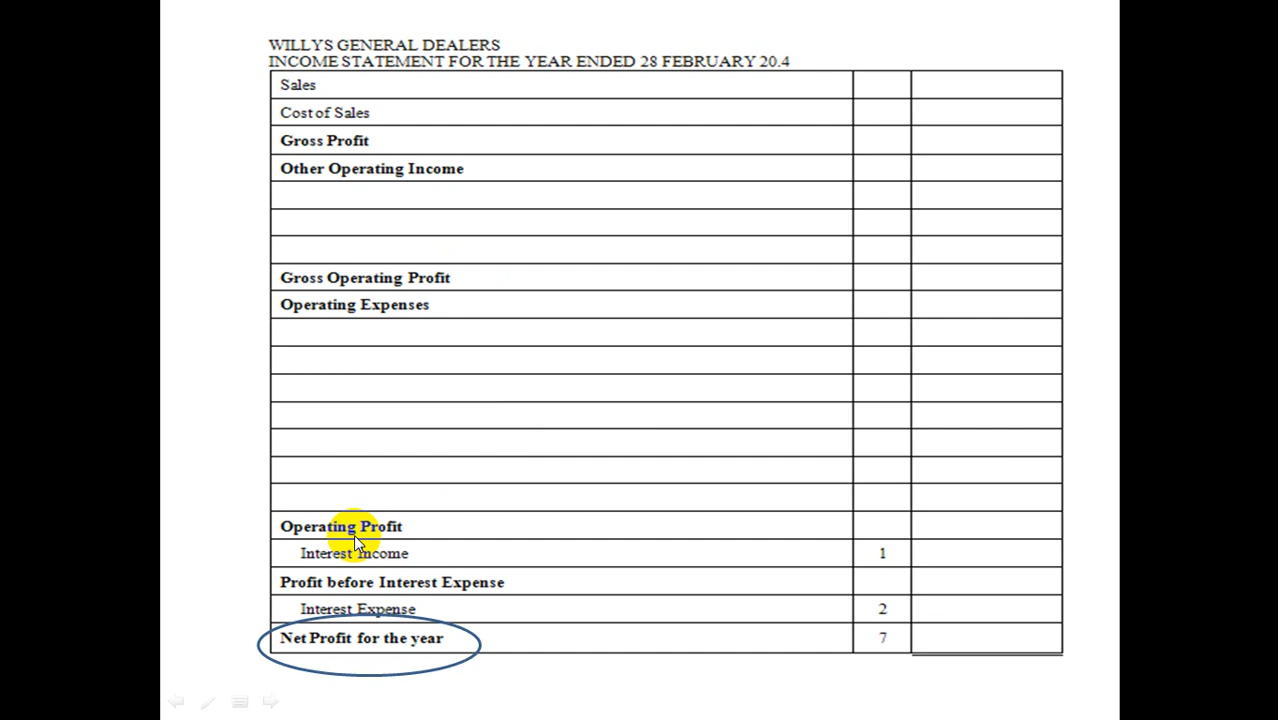 WILLYS GENERAL DEALERS
INCOME STATEMENT FOR THE YEAR ENDED 28 FEBRUARY 20.4
Sales
Cost of Sales
Gross Profit
Other Operating Income
Gross Operating Profit
Operating Expenses
Operating Profit
Interest Income 1
Profit before Interest Expense
Interest Expense 2
Net Profit for the year 7